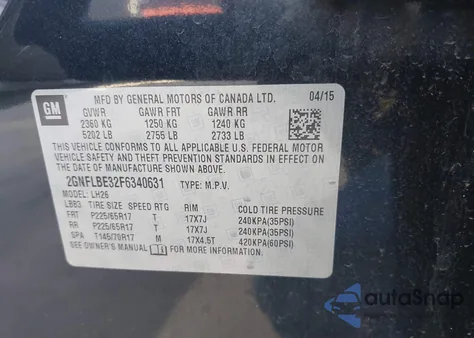 GM
MFD BY GENERAL MOTORS OF CANADA LTD. 04/15
GVWR GAWR FRT GAWR RR
2360 KG 1250 KG 1240 KG
5202 LB 2755 LB 2733 LB
THIS VEHICLE CONFORMS TO ALL APPLICABLE U.S. FEDERAL MOTOR
VEHICLE SAFETY AND THEFT PREVENTION STANDARDS IN EFFECT ON
THE DATE OF MANUFACTURE SHOWN ABOVE.
2GNFLBE32F6340631 TYPE: M.P.V.
MODEL: LH26
LBB3 TIRE SIZE SPEED RTG RIM COLD TIRE PRESSURE
FRT P225/65R17 T 17X7J 240KPA(35PSI)
RR P225/65R17 T 17X7J 240KPA(35PSI)
SPA T145/70R17 M 17X4.5T 420KPA(60PSI)
SEE OWNER'S MANUAL FOR MORE INFORMATION
autoSnap
Powered by